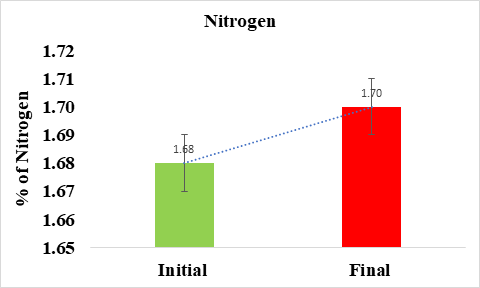 Nitrogen
% of Nitrogen
1.72
1.71
1.70
1.69
1.68
1.67
1.66
1.65
1.68
1.70
Initial
Final